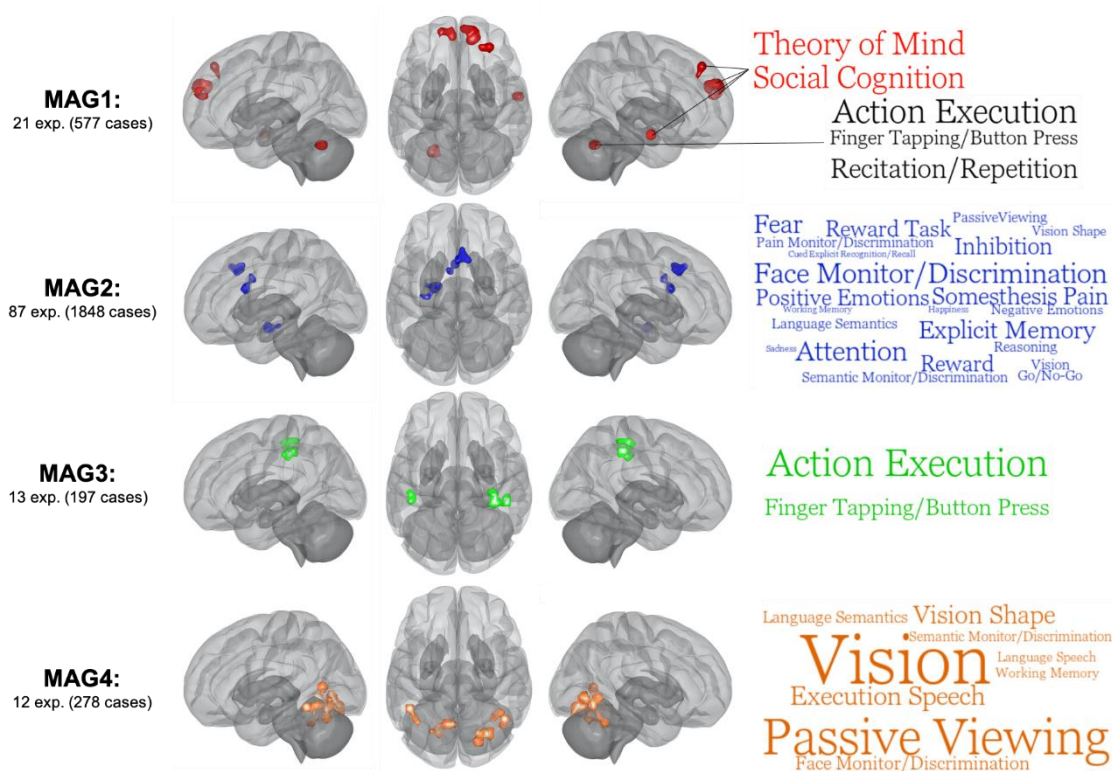 MAG1:
21 exp. (577 cases)
Theory of Mind
Social Cognition
Action Execution
Finger Tapping/Button Press
Recitation/Repetition
MAG2:
87 exp. (1848 cases)
Fear
Reward Task
PassiveViewing
Vision Shape
Pain Monitor/Discrimination
Cued Explicit Recognition/Recall
Inhibition
Face Monitor/Discrimination
Positive Emotions
Somesthesis Pain
Working Memory
Happiness
Negative Emotions
Language Semantics
Explicit Memory
Sadness
Attention
Reasoning
Reward
Vision
Semantic Monitor/Discrimination
Go/No-Go
MAG3:
13 exp. (197 cases)
Action Execution
Finger Tapping/Button Press
MAG4:
12 exp. (278 cases)
Language Semantics
Vision Shape
Semantic Monitor/Discrimination
Vision
Language Speech
Working Memory
Execution Speech
Passive Viewing
Face Monitor/Discrimination